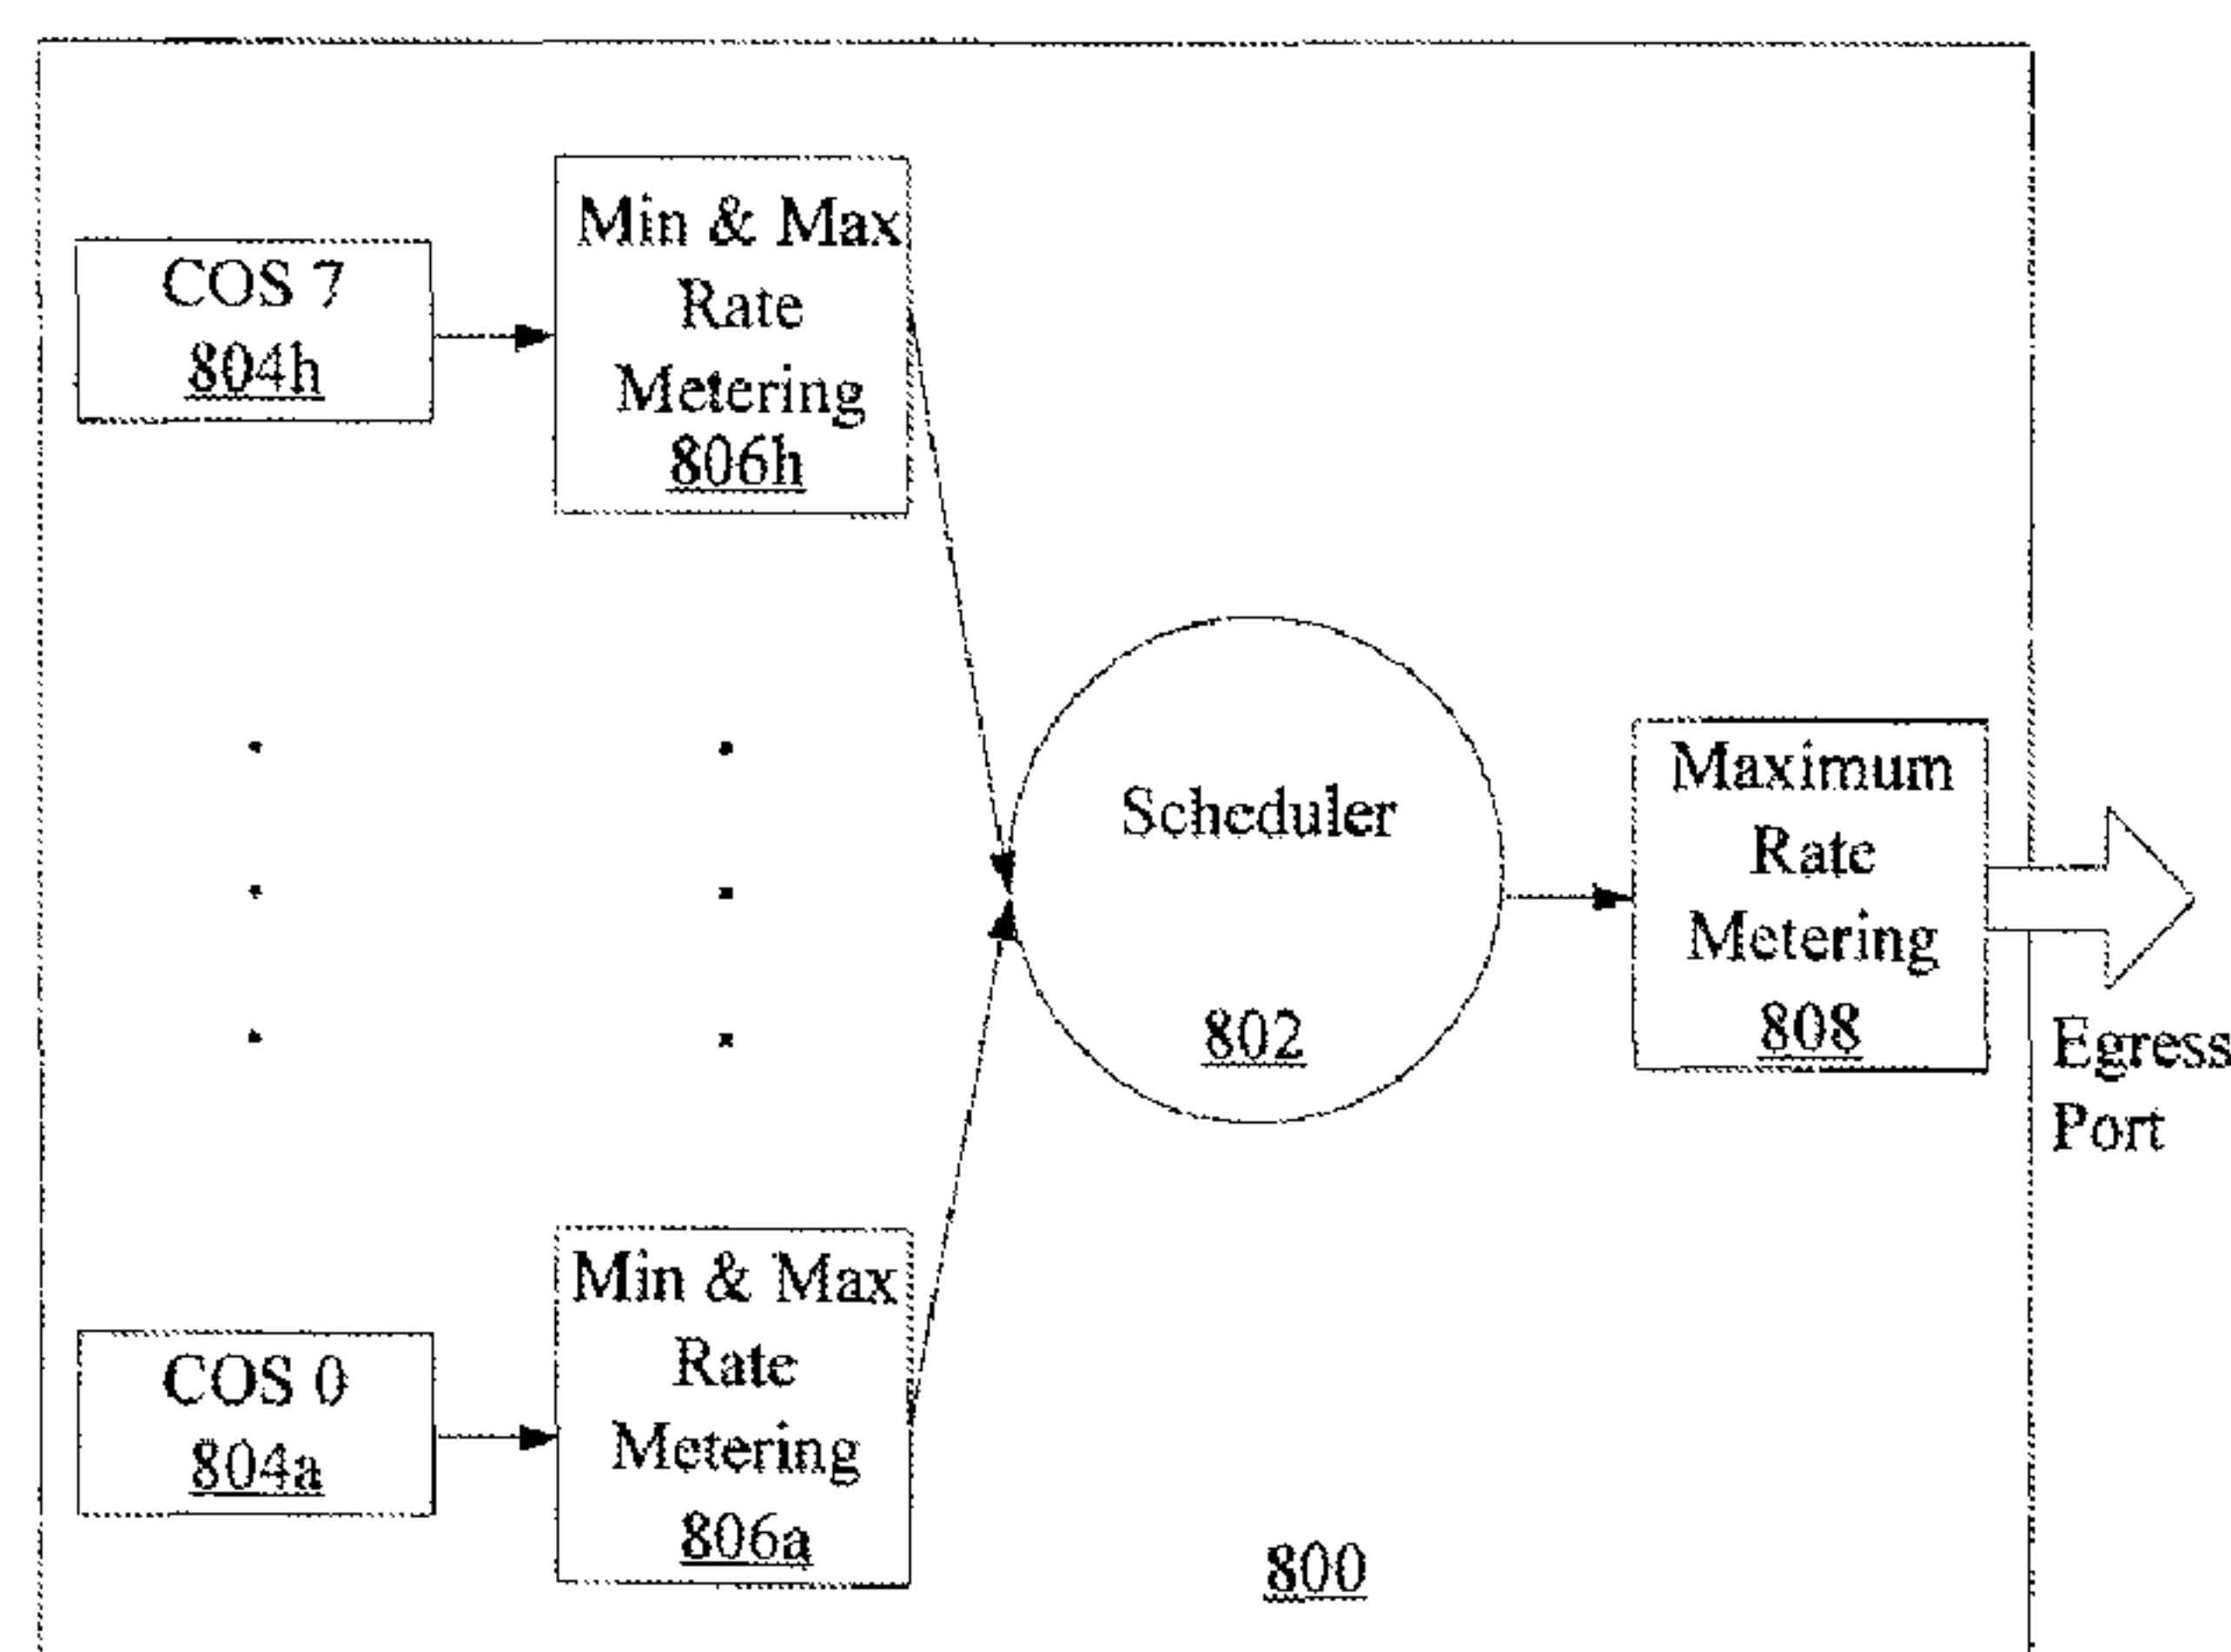 COS 7
804h
Min & Max
Rate
Metering
806h
Scheduler
802
Maximum
Rate
Metering
808
Egress
Port
COS 0
804a
Min & Max
Rate
Metering
806a
800